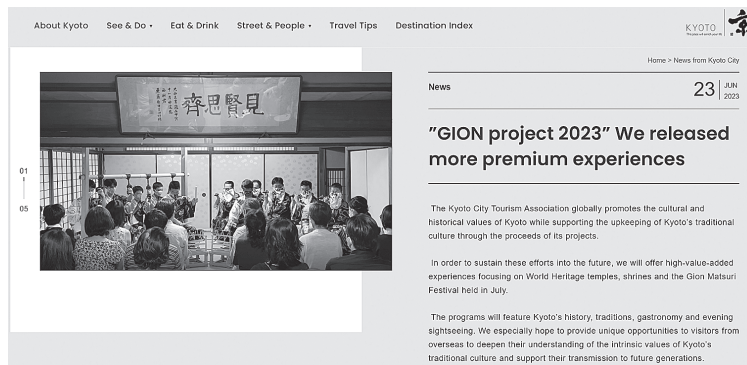 About Kyoto See & Do Eat & Drink Street & People Travel Tips Destination Index
KYOTO
京
Home > News from Kyoto City
News
23 JUN
2023
"GION project 2023" We released
more premium experiences
見賢思齊
01
05
The Kyoto City Tourism Association globally promotes the cultural and
historical values of Kyoto while supporting the upkeeping of Kyoto's traditional
culture through the proceeds of its projects.
In order to sustain these efforts into the future, we will offer high-value-added
experiences focusing on World Heritage temples, shrines and the Gion Matsuri
Festival held in July.
The programs will feature Kyoto's history, traditions, gastronomy and evening
sightseeing. We especially hope to provide unique opportunities to visitors from
overseas to deepen their understanding of the intrinsic values of Kyoto's
traditional culture and support their transmission to future generations.